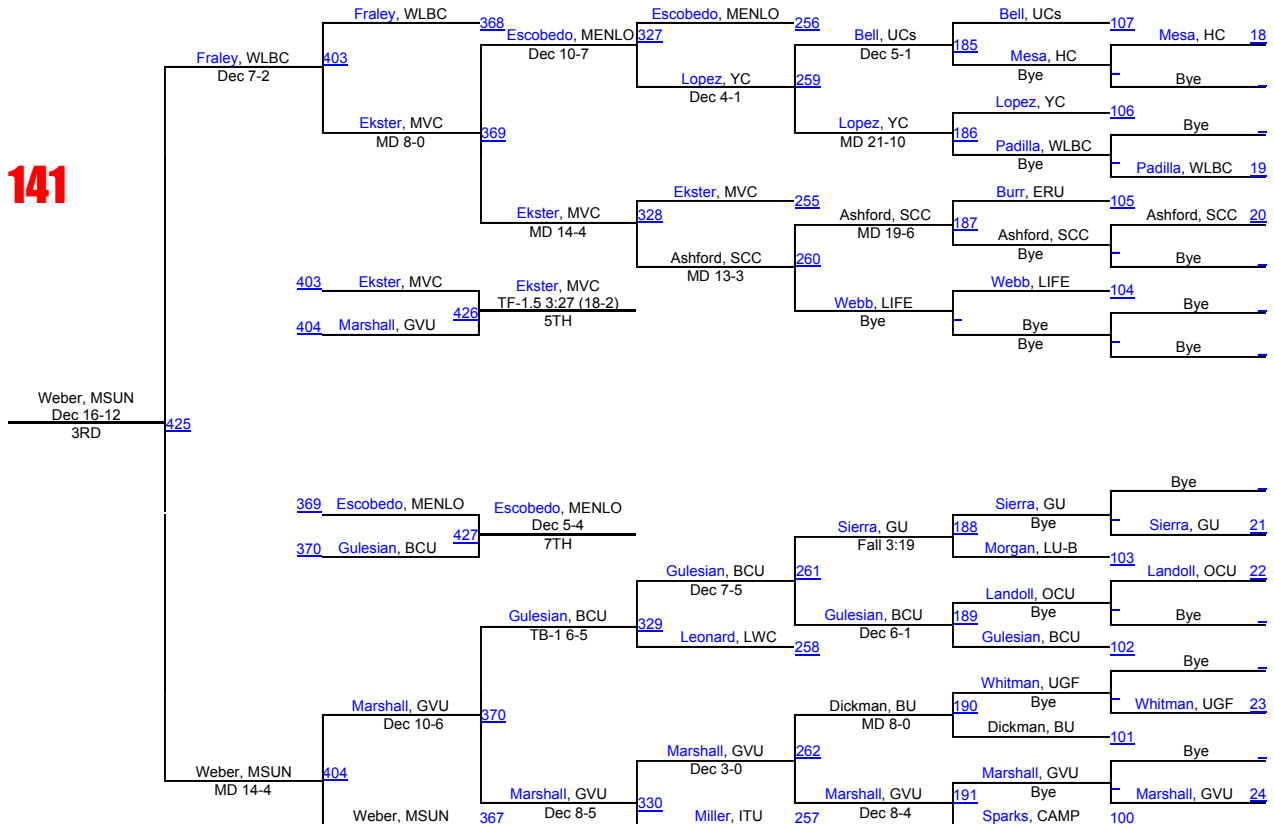 Fraley, WLBC
368
Escobedo, MENLO
256
Bell, UCs
107
Escobedo, MENLO
327
Dec 10-7
Bell, UCs
Dec 5-1
185
Mesa, HC
18
Fraley, WLBC
403
Dec 7-2
Mesa, HC
Bye
Bye
Lopez, YC
259
Dec 4-1
Lopez, YC
106
Ekster, MVC
369
MD 8-0
Lopez, YC
186
MD 21-10
Bye
Padilla, WLBC
Bye
Padilla, WLBC
19
141
Ekster, MVC
255
Burr, ERU
105
Ekster, MVC
328
MD 14-4
Ashford, SCC
187
MD 19-6
Ashford, SCC
20
Ashford, SCC
Bye
Bye
Ashford, SCC
260
MD 13-3
403
Ekster, MVC
Ekster, MVC
TF-1.5 3:27 (18-2)
5TH
426
404
Marshall, GVU
Webb, LIFE
104
Webb, LIFE
Bye
Bye
Bye
Bye
Bye
Weber, MSUN
Dec 16-12
3RD
425
Bye
369
Escobedo, MENLO
Escobedo, MENLO
Dec 5-4
7TH
427
370
Gulesian, BCU
Sierra, GU
Bye
Sierra, GU
21
Sierra, GU
188
Fall 3:19
Morgan, LU-B
103
Gulesian, BCU
261
Dec 7-5
Landoll, OCU
22
Landoll, OCU
Bye
Bye
Gulesian, BCU
329
TB-1 6-5
Gulesian, BCU
189
Dec 6-1
Leonard, LWC
258
Gulesian, BCU
102
Bye
Whitman, UGF
Bye
Whitman, UGF
23
Marshall, GVU
370
Dec 10-6
Dickman, BU
190
MD 8-0
Dickman, BU
101
Marshall, GVU
262
Dec 3-0
Bye
Weber, MSUN
404
MD 14-4
Marshall, GVU
Bye
Marshall, GVU
24
Marshall, GVU
330
Dec 8-5
Marshall, GVU
191
Dec 8-4
Weber, MSUN
367
Miller, ITU
257
Sparks, CAMP
100